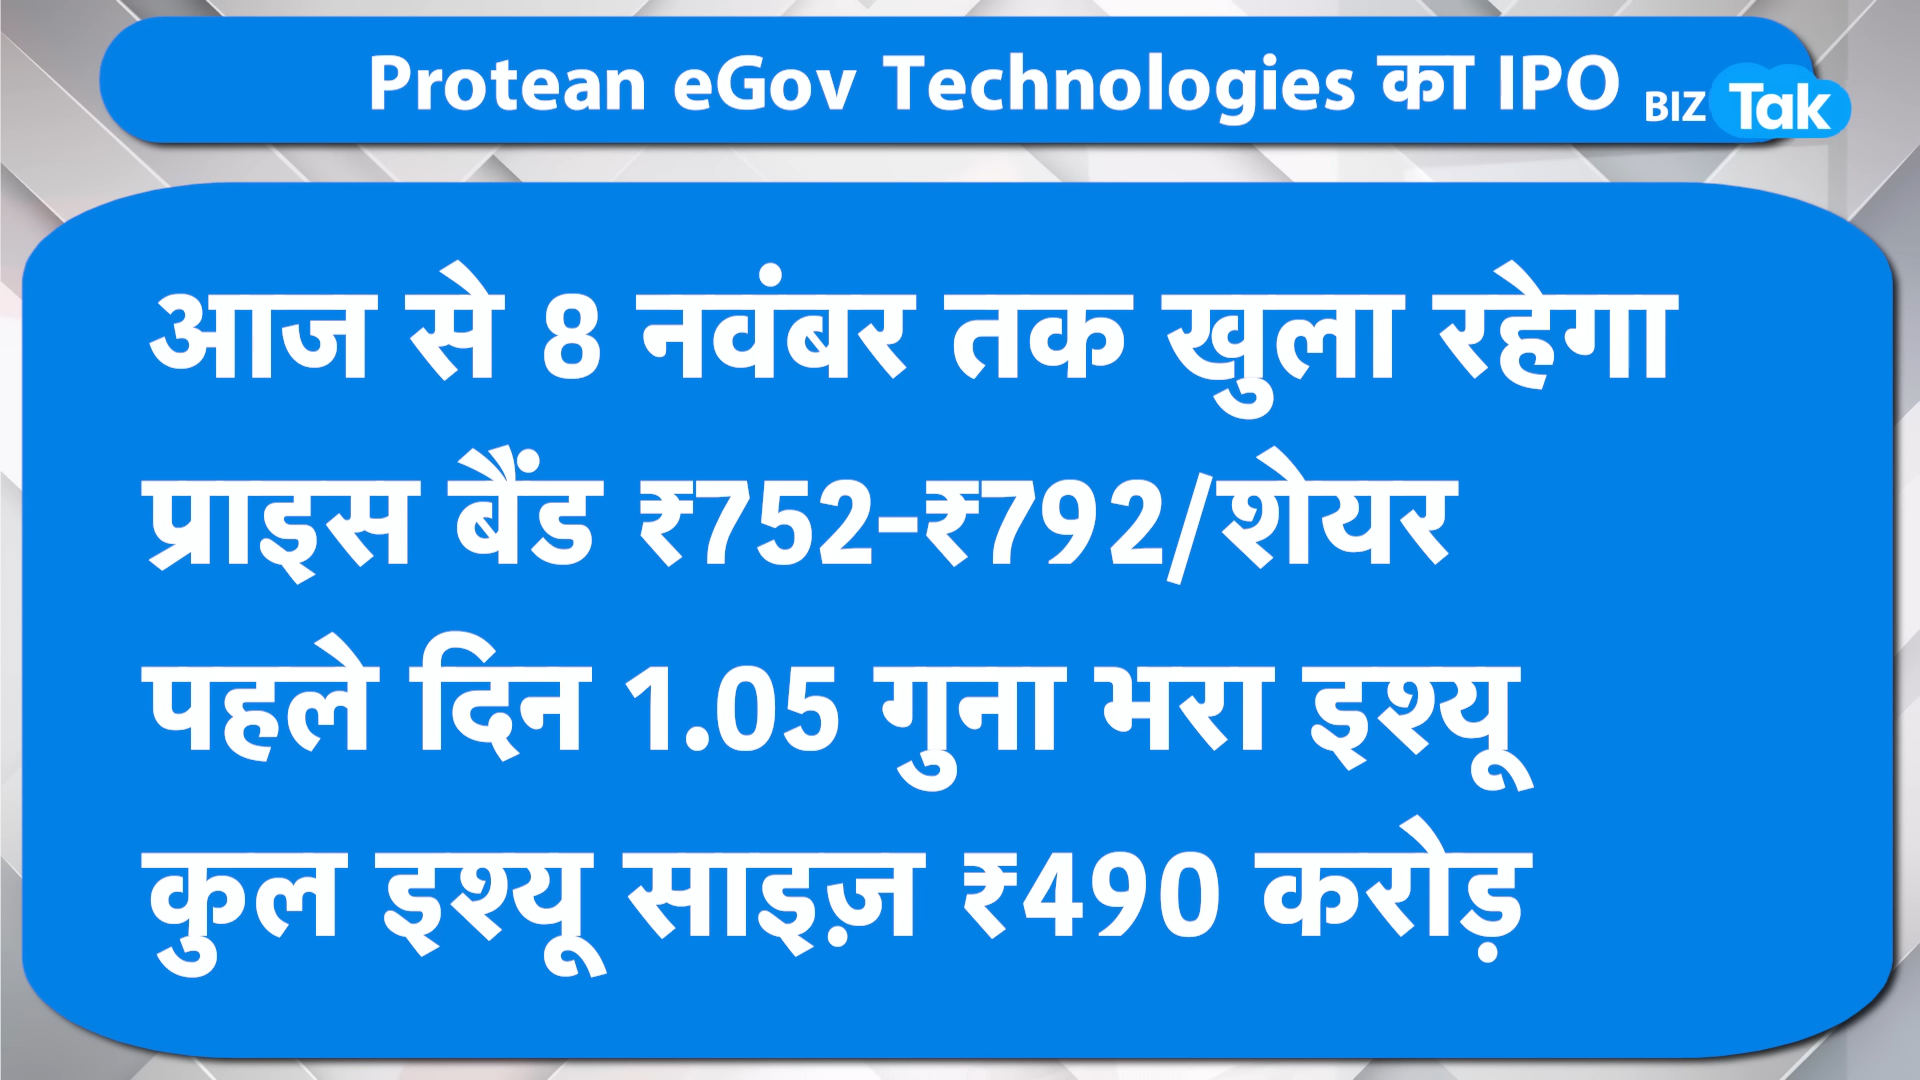 Protean eGov Technologies का IPO
BIZ Tak
आज से 8 नवंबर तक खुला रहेगा
प्राइस बैंड ₹752-₹792/शेयर
पहले दिन 1.05 गुना भरा इश्यू
कुल इश्यू साइज़ ₹490 करोड़